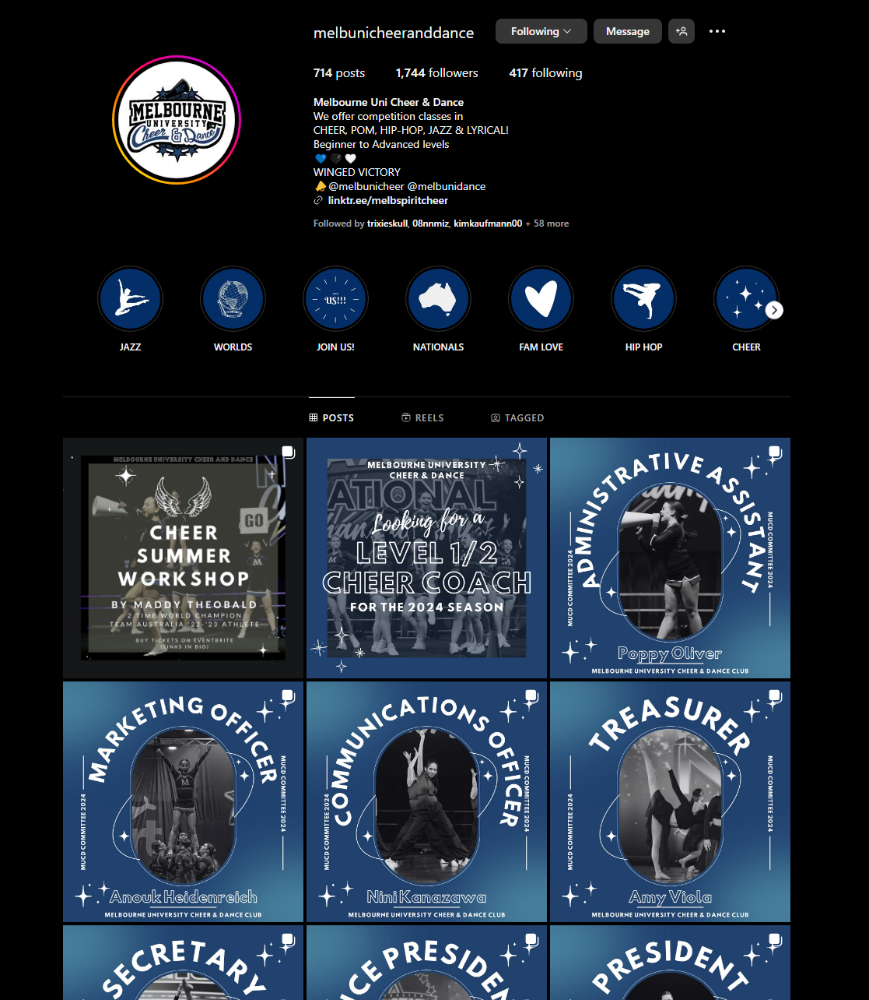 melbunicheeranddance
Following
Message
714 posts
1,744 followers
417 following
MELBOURNE
UNIVERSITY
Cheer & Dance
Melbourne Uni Cheer & Dance
We offer competition classes in
CHEER, POM, HIP-HOP, JAZZ & LYRICAL!
Beginner to Advanced levels
💙🖤🤍
WINGED VICTORY
📣@melbunicheer @melbunidance
linktr.ee/melbspiritcheer
Followed by trixieskull, 08nnmiz, kimkaufmann00 + 58 more
US!!!
JAZZ
WORLDS
JOIN US!
NATIONALS
FAM LOVE
HIP HOP
CHEER
POSTS
REELS
TAGGED
MELBOURNE UNIVERSITY CHEER AND DANCE
GO
CHEER
SUMMER
WORKSHOP
BY MADDY THEOBALD
2 TIME WORLD CHAMPION
TEAM AUSTRALIA '22-'23 ATHLETE
BUY TICKETS ON EVENTBRITE
(LINKS IN BIO)
MELBOURNE UNIVERSITY
CHEER & DANCE
NATIONAL
Looking for a
LEVEL 1/2
CHEER COACH
FOR THE 2024 SEASON
ADMINISTRATIVE ASSISTANT
MUCD COMMITTEE 2024
MUCD COMMITTEE 2024
Poppy Oliver
MELBOURNE UNIVERSITY CHEER & DANCE CLUB
MARKETING OFFICER
MUCD COMMITTEE 2024
MUCD COMMITTEE 2024
M
Anouk Heidenreich
MELBOURNE UNIVERSITY CHEER & DANCE CLUB
COMMUNICATIONS OFFICER
MUCD COMMITTEE 2024
MUCD COMMITTEE 2024
Nini Kanazawa
MELBOURNE UNIVERSITY CHEER & DANCE CLUB
TREASURER
MUCD COMMITTEE 2024
MUCD COMMITTEE 2024
Amy Viola
MELBOURNE UNIVERSITY CHEER & DANCE CLUB
SECRETARY
ICE PRESIDEN
PRESIDENT